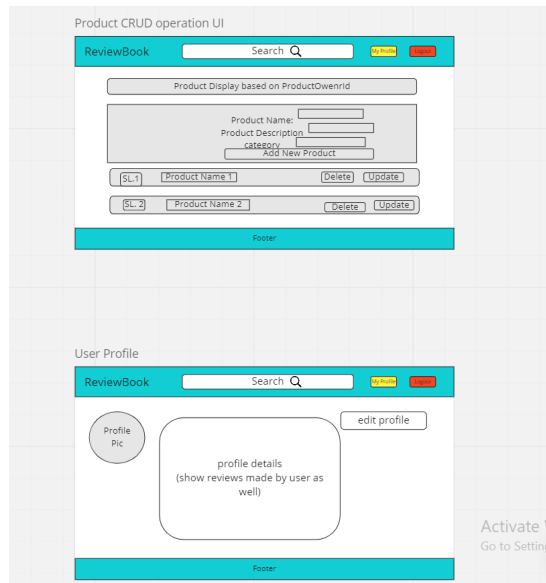 Product CRUD operation UI
ReviewBook
Search
My Profile
Logout
Product Display based on ProductOwenrId
Product Name:
Product Description
category
Add New Product
SL.1
Product Name 1
Delete
Update
SL. 2
Product Name 2
Delete
Update
Footer
User Profile
ReviewBook
Search
My Profile
Logout
Profile
Pic
edit profile
profile details
(show reviews made by user as
well)
Footer
Activate
Go to Setting